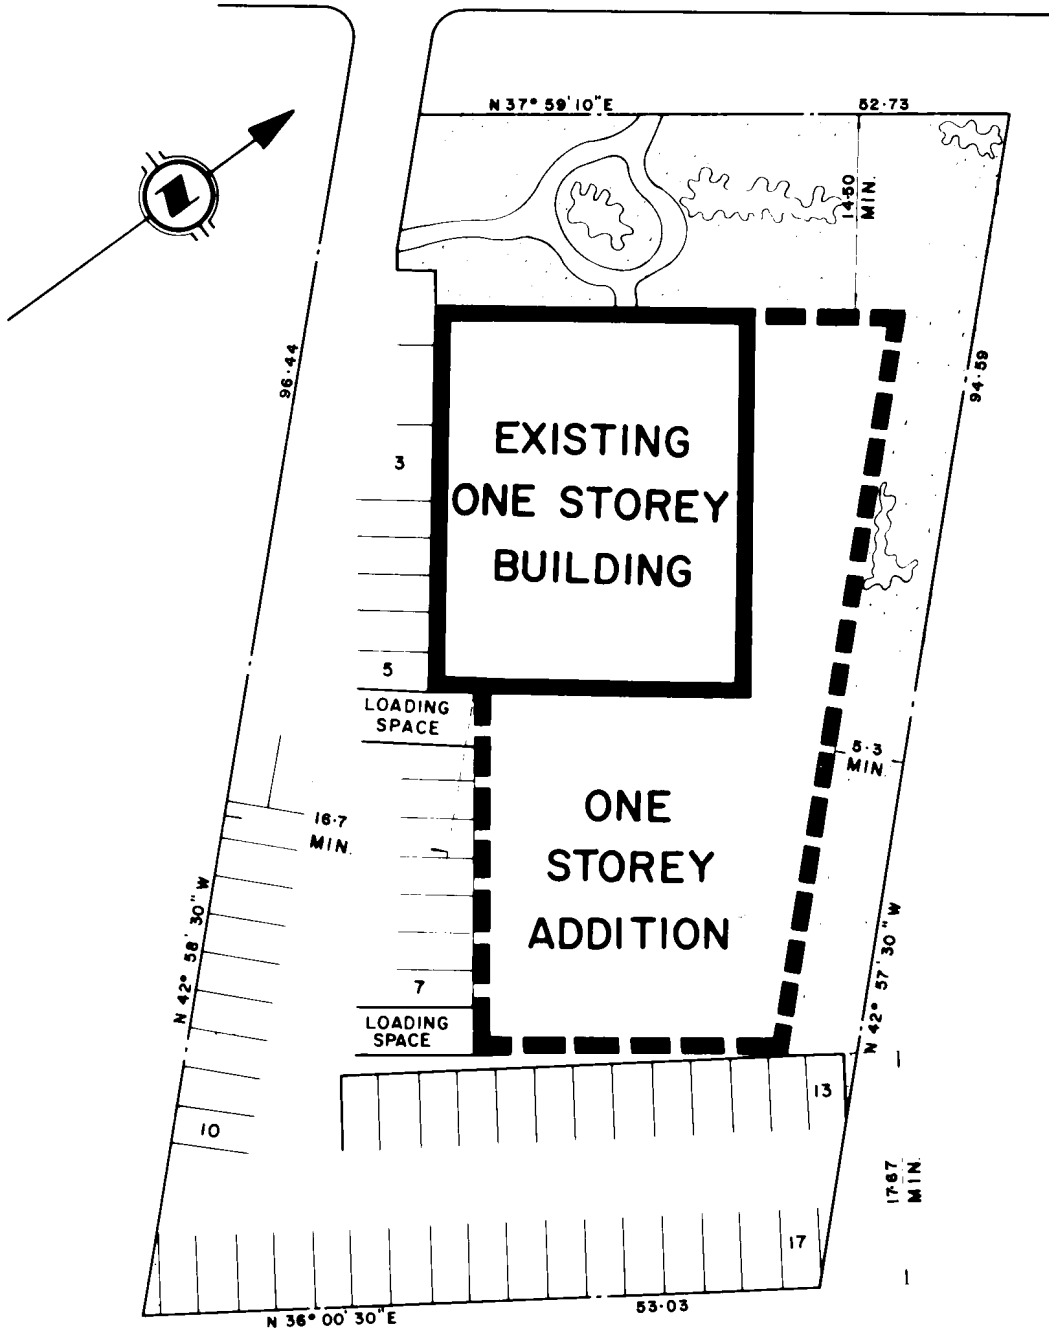 N 37° 59' 10" E
52·73
14·50
MIN.
96·44
94·59
EXISTING
ONE STOREY
BUILDING
3
5
LOADING
SPACE
5·3
MIN.
16·7
MIN.
ONE
STOREY
ADDITION
N 42° 58' 30" W
N 42° 57' 30" W
7
LOADING
SPACE
13
10
17·67
MIN.
17
N 36° 00' 30" E
53·03